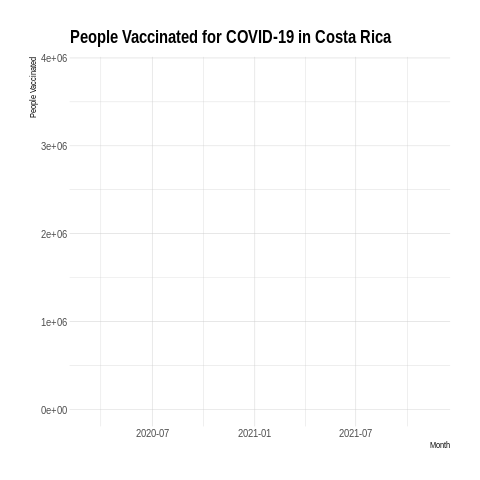 People Vaccinated for COVID-19 in Costa Rica
People Vaccinated
4e+06
3e+06
2e+06
1e+06
0e+00
2020-07 2021-01 2021-07
Month